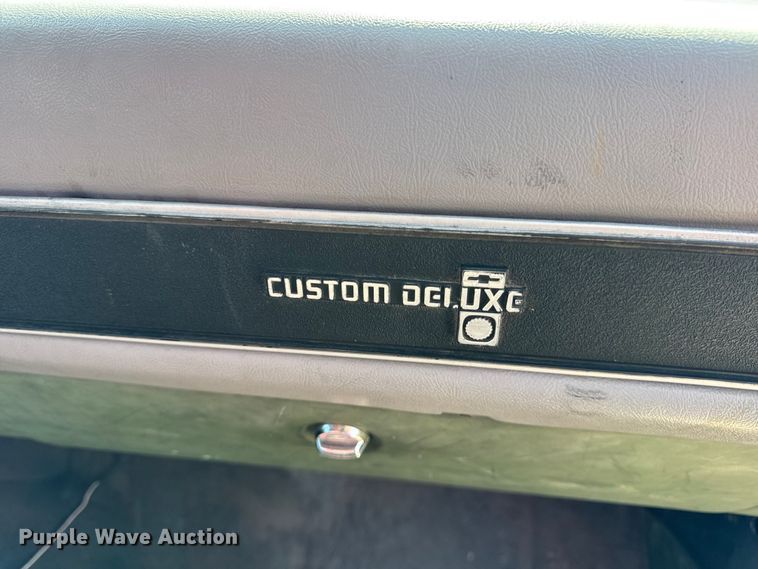 CUSTOM DELUXE
Purple Wave Auction